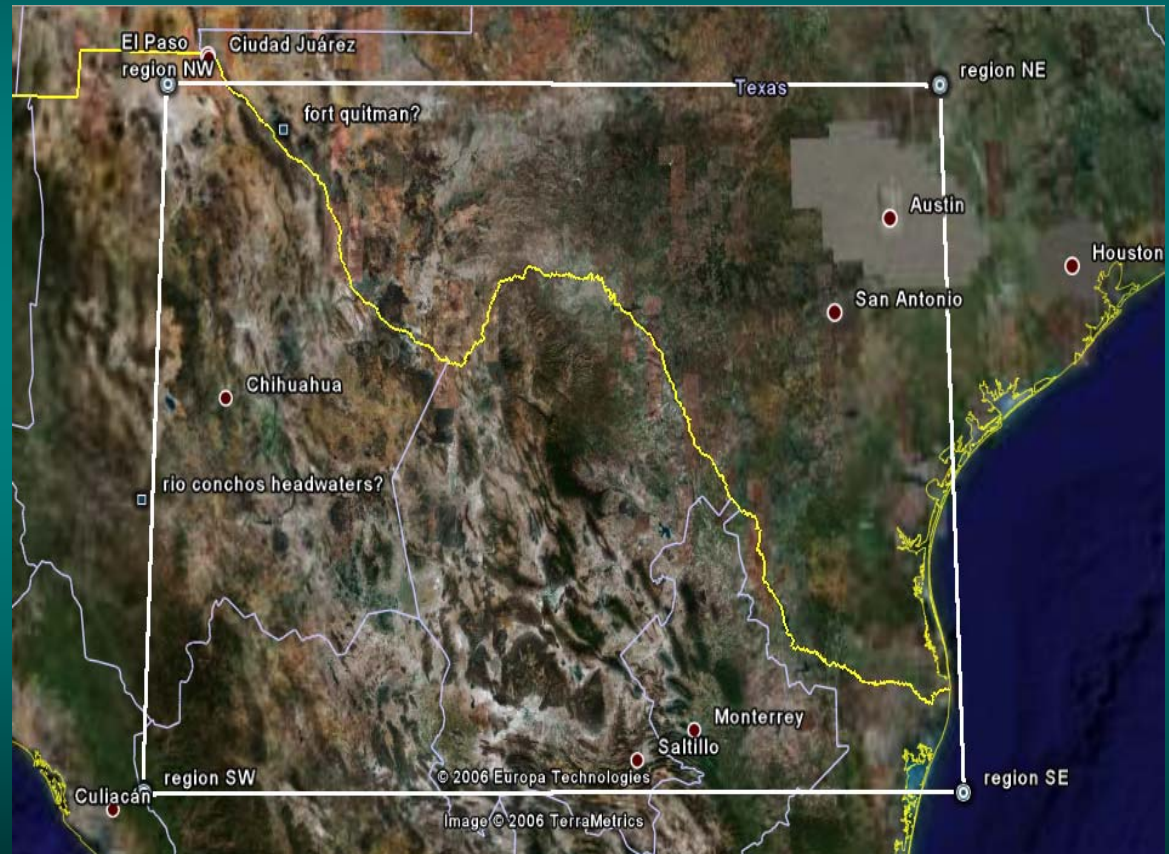 El Paso
Ciudad Juárez
region NW
region NE
Texas
fort quitman?
Austin
Houston
San Antonio
Chihuahua
rio conchos headwaters?
Monterrey
Saltillo
region SW
© 2006 Europa Technologies
region SE
Culiacán
Image © 2006 TerraMetrics